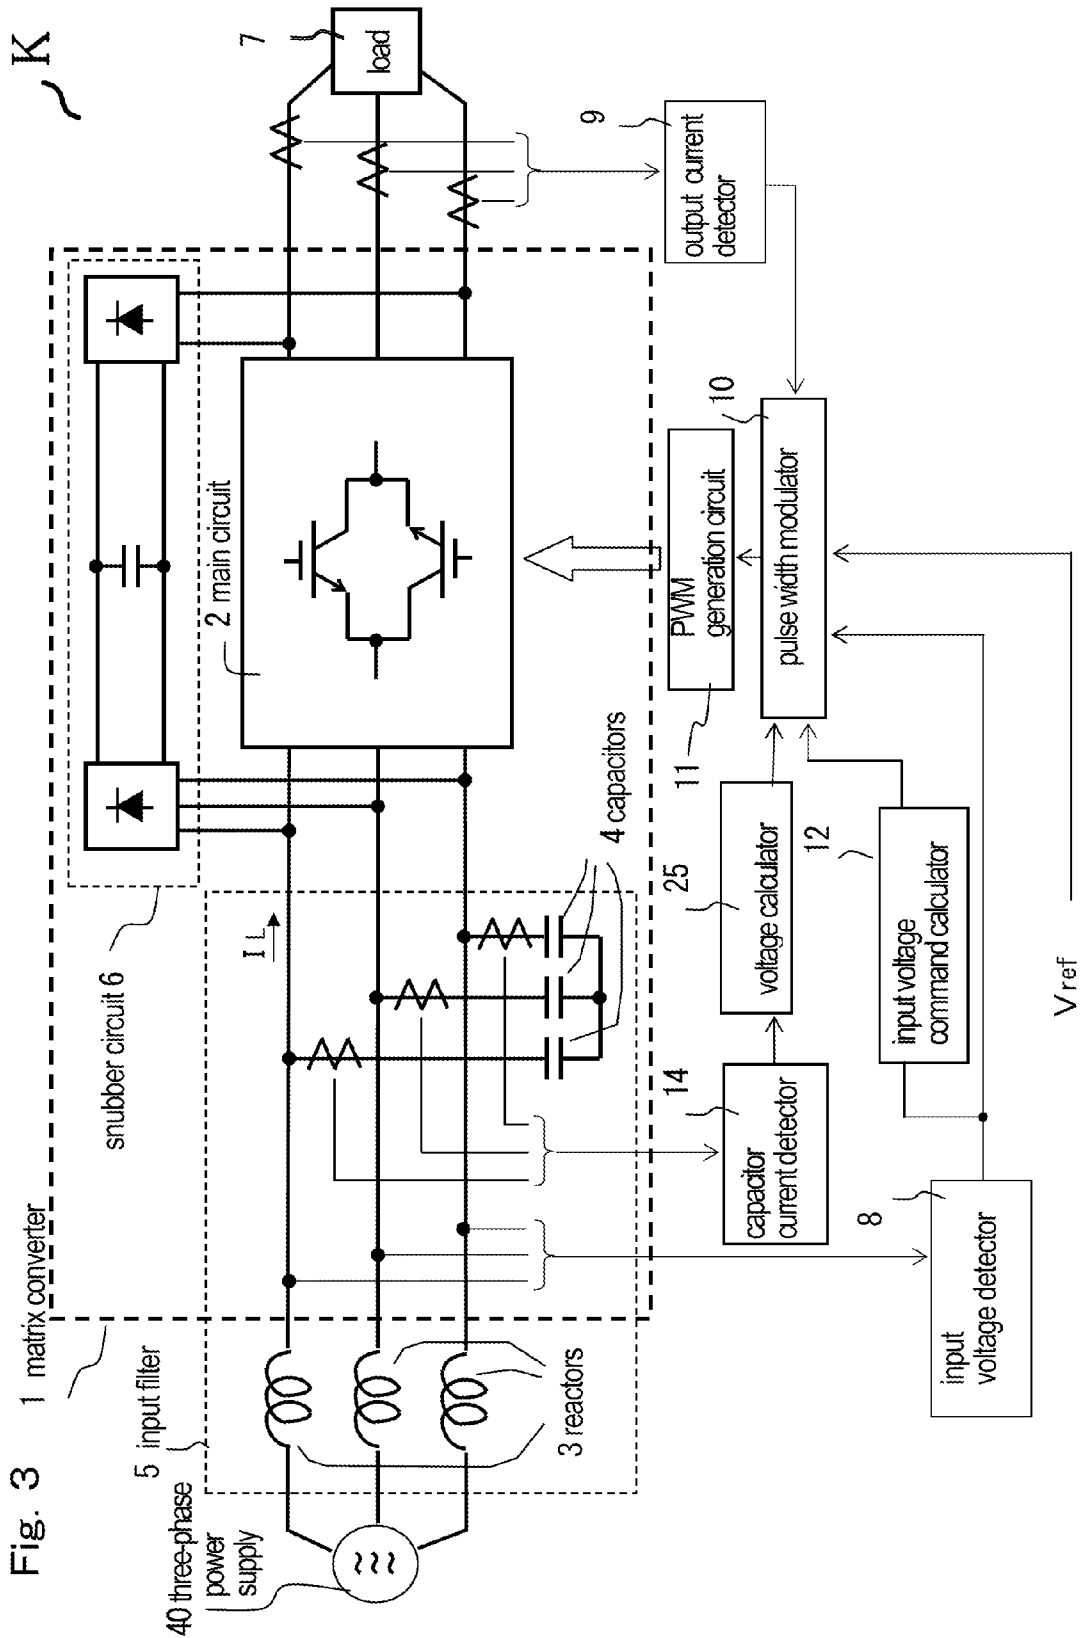 Fig. 3
K
1 matrix converter
5 input filter
40 three-phase
power
supply
snubber circuit 6
2 main circuit
7
load
I L
3 reactors
4 capacitors
9
output current
detector
PWM
generation circuit
11
10
pulse width modulator
25
voltage calculator
14
capacitor
current detector
12
input voltage
command calculator
8
input
voltage detector
Vref